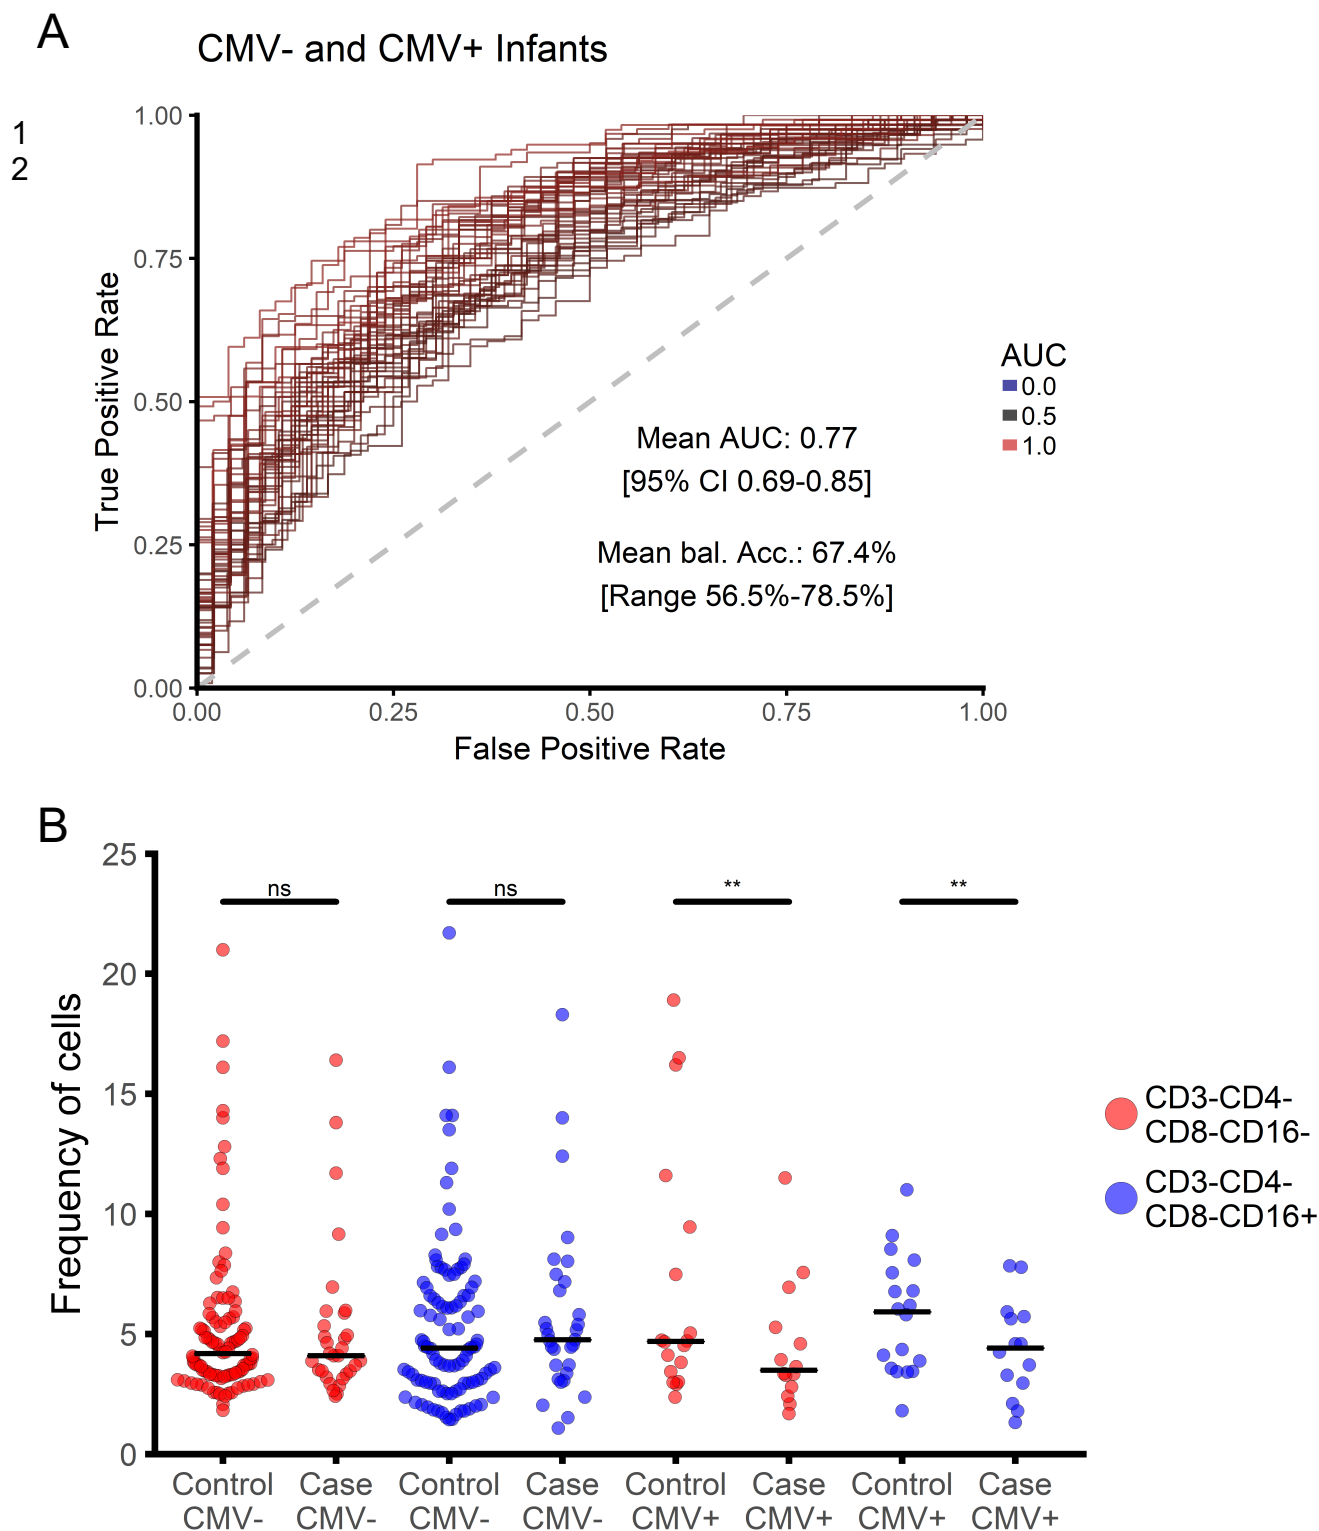 A
CMV- and CMV+ Infants
1
2
1.00
0.75
0.50
0.25
0.00
True Positive Rate
0.00 0.25 0.50 0.75 1.00
False Positive Rate
Mean AUC: 0.77
[95% CI 0.69-0.85]
Mean bal. Acc.: 67.4%
[Range 56.5%-78.5%]
AUC
0.0
0.5
1.0
B
25
20
15
10
5
0
Frequency of cells
ns ns ** **
Control Case Control Case Control Case Control Case
CMV- CMV- CMV- CMV- CMV+ CMV+ CMV+ CMV+
CD3-CD4-
CD8-CD16-
CD3-CD4-
CD8-CD16+